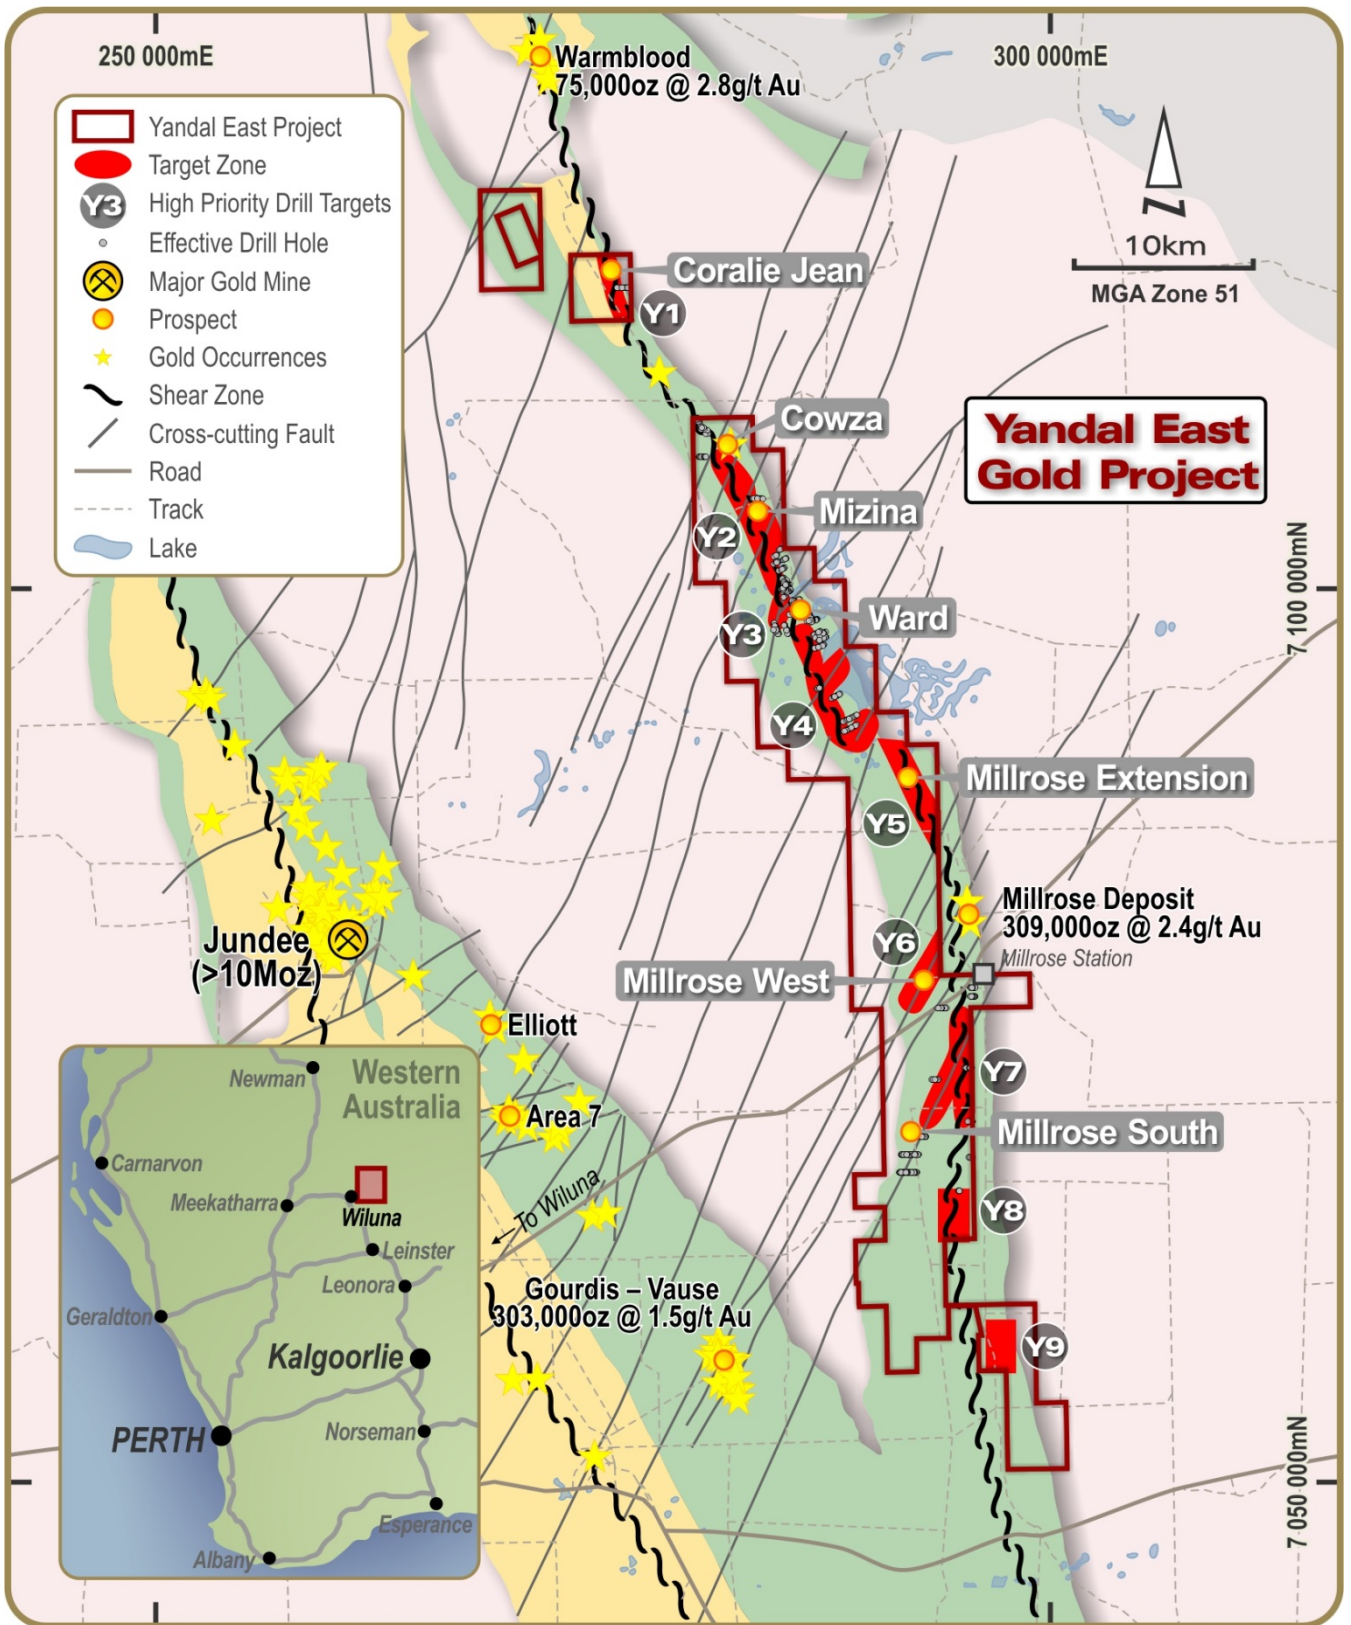 250 000mE
300 000mE
Warmblood
75,000oz @ 2.8g/t Au
Yandal East Project
Target Zone
Y3
High Priority Drill Targets
Effective Drill Hole
Major Gold Mine
Prospect
Gold Occurrences
Shear Zone
Cross-cutting Fault
Road
Track
Lake
N
10km
MGA Zone 51
Coralie Jean
Y1
Yandal East
Gold Project
Cowza
Mizina
Y2
7 100 000mN
Ward
Y3
Y4
Millrose Extension
Y5
Millrose Deposit
309,000oz @ 2.4g/t Au
Millrose Station
Y6
Millrose West
Jundee
(>10Moz)
Elliott
Area 7
Y7
Millrose South
Y8
To Wiluna
Gourdis – Vause
303,000oz @ 1.5g/t Au
Y9
7 050 000mN
Western
Australia
Newman
Carnarvon
Meekatharra
Wiluna
Leinster
Leonora
Geraldton
Kalgoorlie
PERTH
Norseman
Esperance
Albany